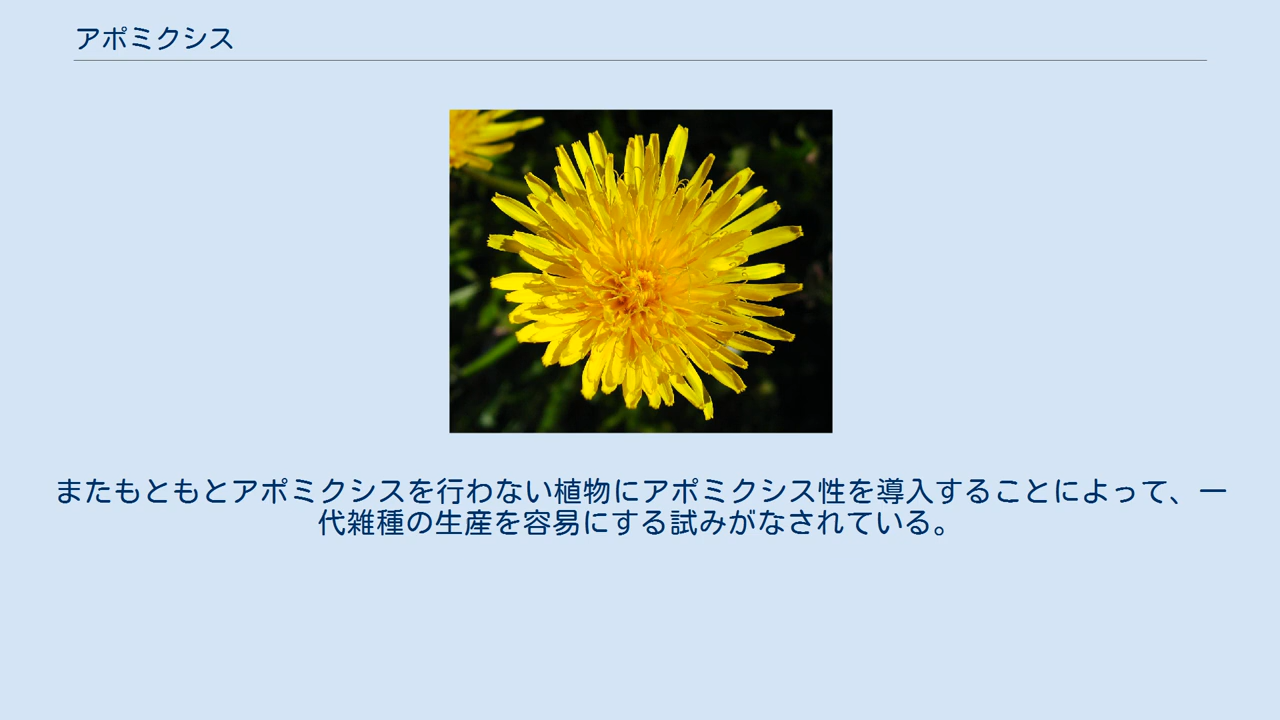 アポミクシス
またもともとアポミクシスを行わない植物にアポミクシス性を導入することによって、一
代雑種の生産を容易にする試みがなされている。